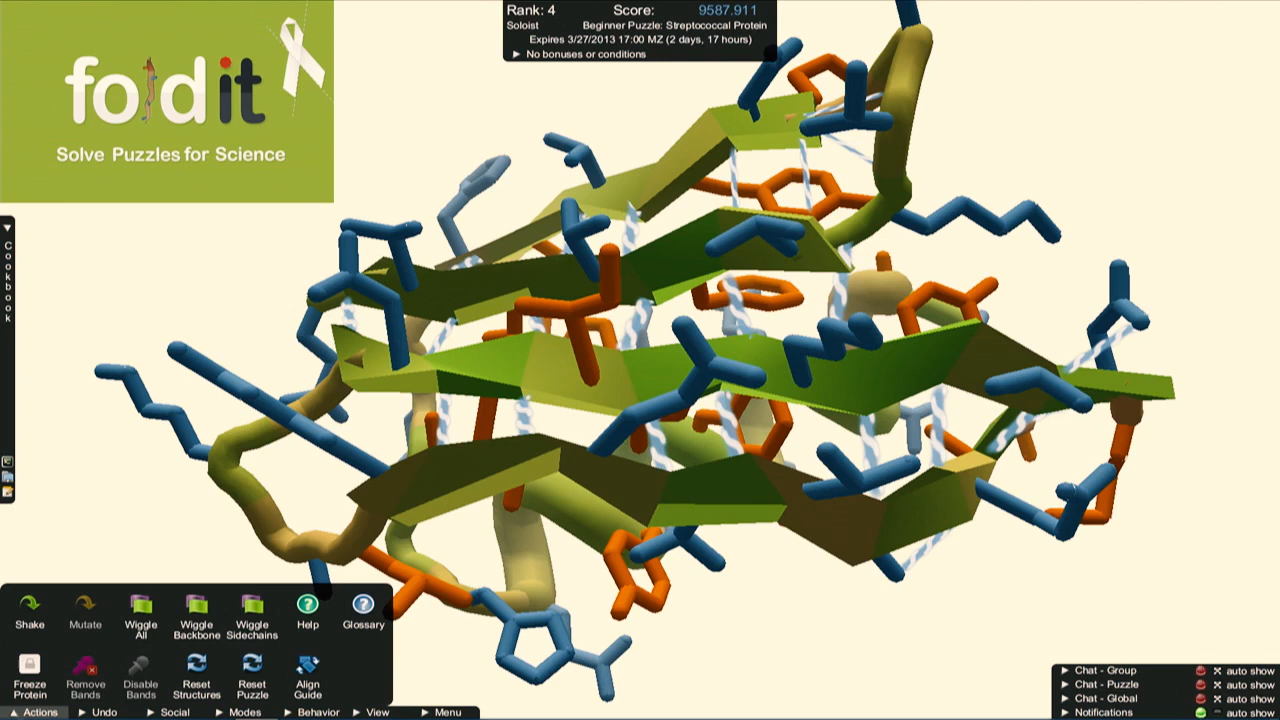 foldit
Solve Puzzles for Science
Rank: 4 Score: 9587.911
Soloist Beginner Puzzle: Streptococcal Protein
Expires 3/27/2013 17:00 MZ (2 days, 17 hours)
No bonuses or conditions
Cookbook
Shake Mutate Wiggle All Wiggle Backbone Wiggle Sidechains Help Glossary
Freeze Protein Remove Bands Disable Bands Reset Structures Reset Puzzle Align Guide
Actions Undo Social Modes Behavior View Menu
Chat - Group auto show
Chat - Puzzle auto show
Chat - Global auto show
Notifications auto show